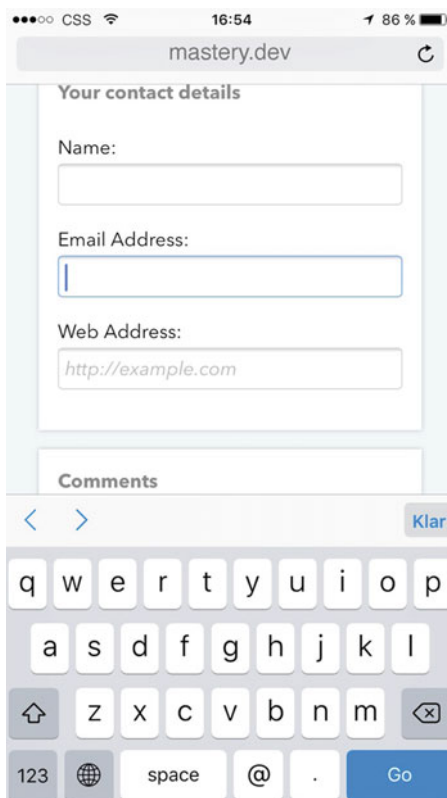 CSS 16:54 86 %
mastery.dev
Your contact details
Name:
Email Address:
Web Address:
http://example.com
Comments
Klar
q w e r t y u i o p
a s d f g h j k l
z x c v b n m
123 space @ . Go